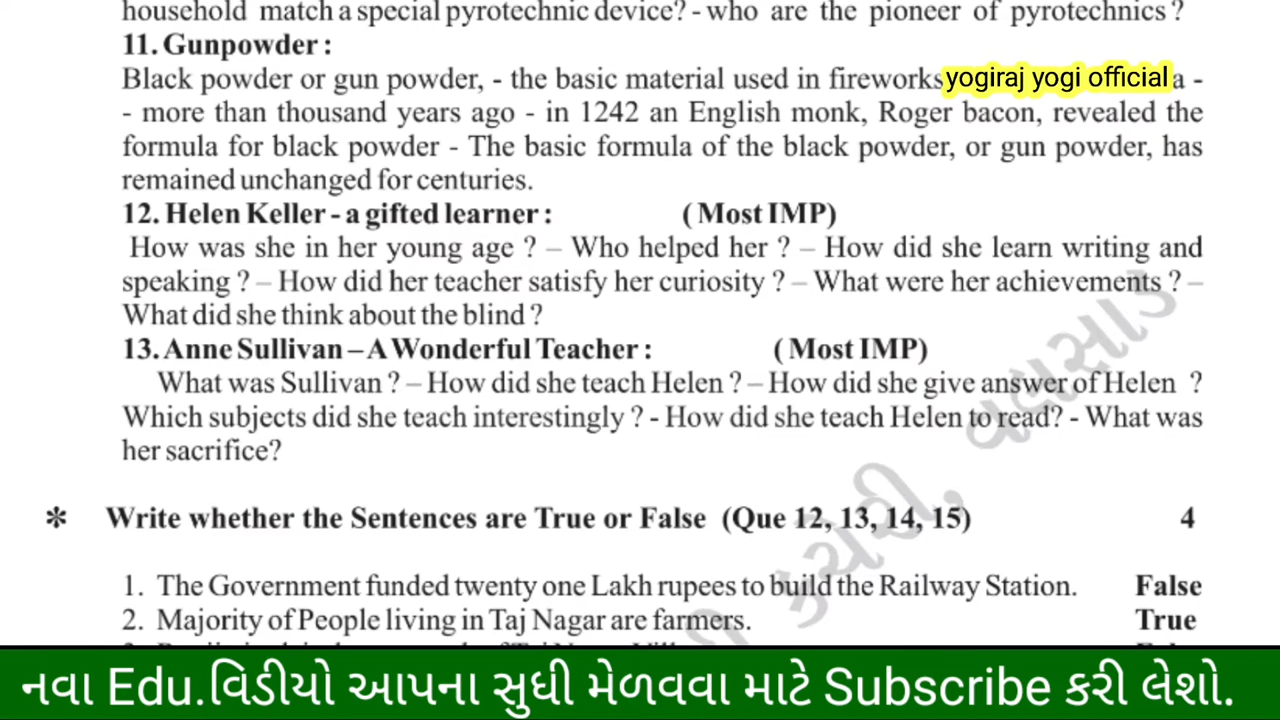 household match a special pyrotechnic device? - who are the pioneer of pyrotechnics ?
11. Gunpowder :
Black powder or gun powder, - the basic material used in fireworks yogiraj yogi official a -
- more than thousand years ago - in 1242 an English monk, Roger bacon, revealed the
formula for black powder - The basic formula of the black powder, or gun powder, has
remained unchanged for centuries.
12. Helen Keller - a gifted learner : ( Most IMP)
How was she in her young age ? – Who helped her ? – How did she learn writing and
speaking ? – How did her teacher satisfy her curiosity ? – What were her achievements ? –
What did she think about the blind ?
13. Anne Sullivan – A Wonderful Teacher : ( Most IMP)
What was Sullivan ? – How did she teach Helen ? – How did she give answer of Helen ?
Which subjects did she teach interestingly ? - How did she teach Helen to read? - What was
her sacrifice?
* Write whether the Sentences are True or False (Que 12, 13, 14, 15) 4
1. The Government funded twenty one Lakh rupees to build the Railway Station. False
2. Majority of People living in Taj Nagar are farmers. True
કચેરી, વલસાડ
નવા Edu.વિડીયો આપના સુધી મેળવવા માટે Subscribe કરી લેશો.